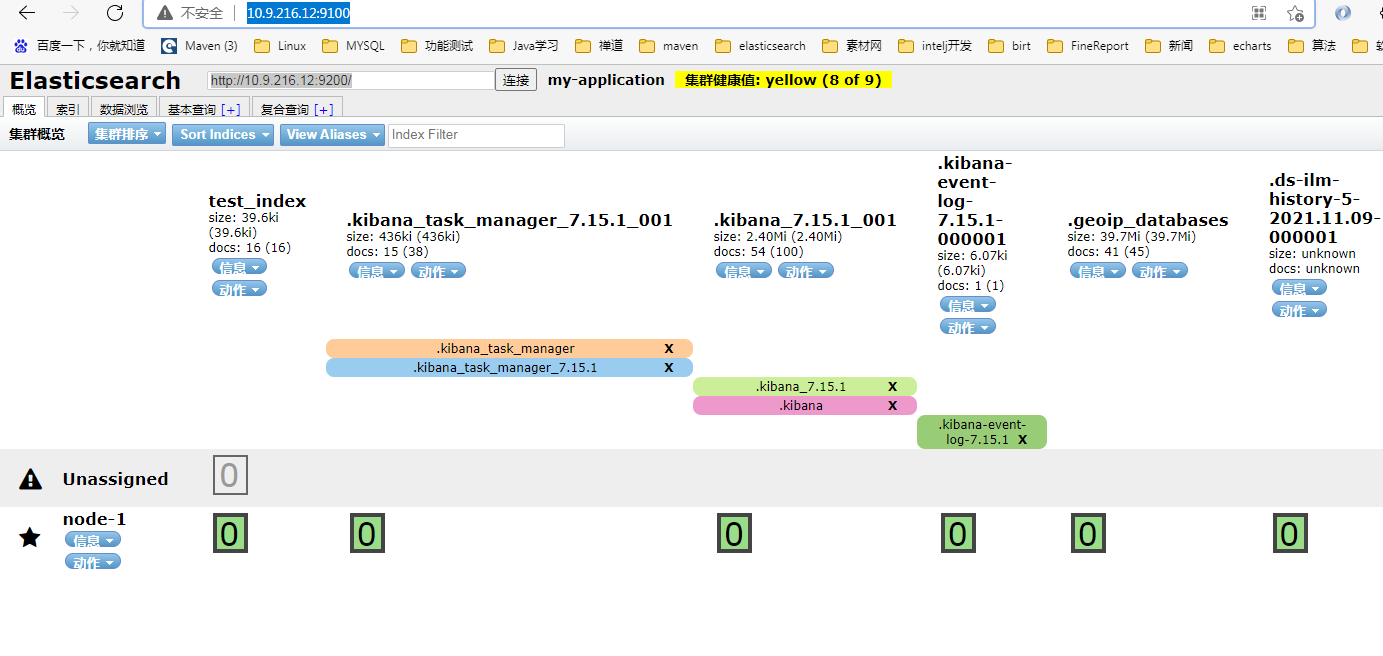 不安全 10.9.216.12:9100
百度一下，你就知道 Maven (3) Linux MYSQL 功能测试 Java学习 禅道 maven elasticsearch 素材网 intelj开发 birt FineReport 新闻 echarts 算法
Elasticsearch http://10.9.216.12:9200/ 连接 my-application 集群健康值: yellow (8 of 9)
概览 索引 数据浏览 基本查询 [+] 复合查询 [+]
集群概览 集群排序 Sort Indices View Aliases Index Filter
test_index
size: 39.6ki
(39.6ki)
docs: 16 (16)
信息
动作
.kibana_task_manager_7.15.1_001
size: 436ki (436ki)
docs: 15 (38)
信息 动作
.kibana_7.15.1_001
size: 2.40Mi (2.40Mi)
docs: 54 (100)
信息 动作
.kibana-
event-
log-
7.15.1-
000001
size: 6.07ki
(6.07ki)
docs: 1 (1)
信息
动作
.geoip_databases
size: 39.7Mi (39.7Mi)
docs: 41 (45)
信息 动作
.ds-ilm-
history-5-
2021.11.09-
000001
size: unknown
docs: unknown
信息
动作
.kibana_task_manager X
.kibana_task_manager_7.15.1 X
.kibana_7.15.1 X
.kibana X
.kibana-event-
log-7.15.1 X
Unassigned 0
node-1
信息
动作
0 0 0 0 0 0